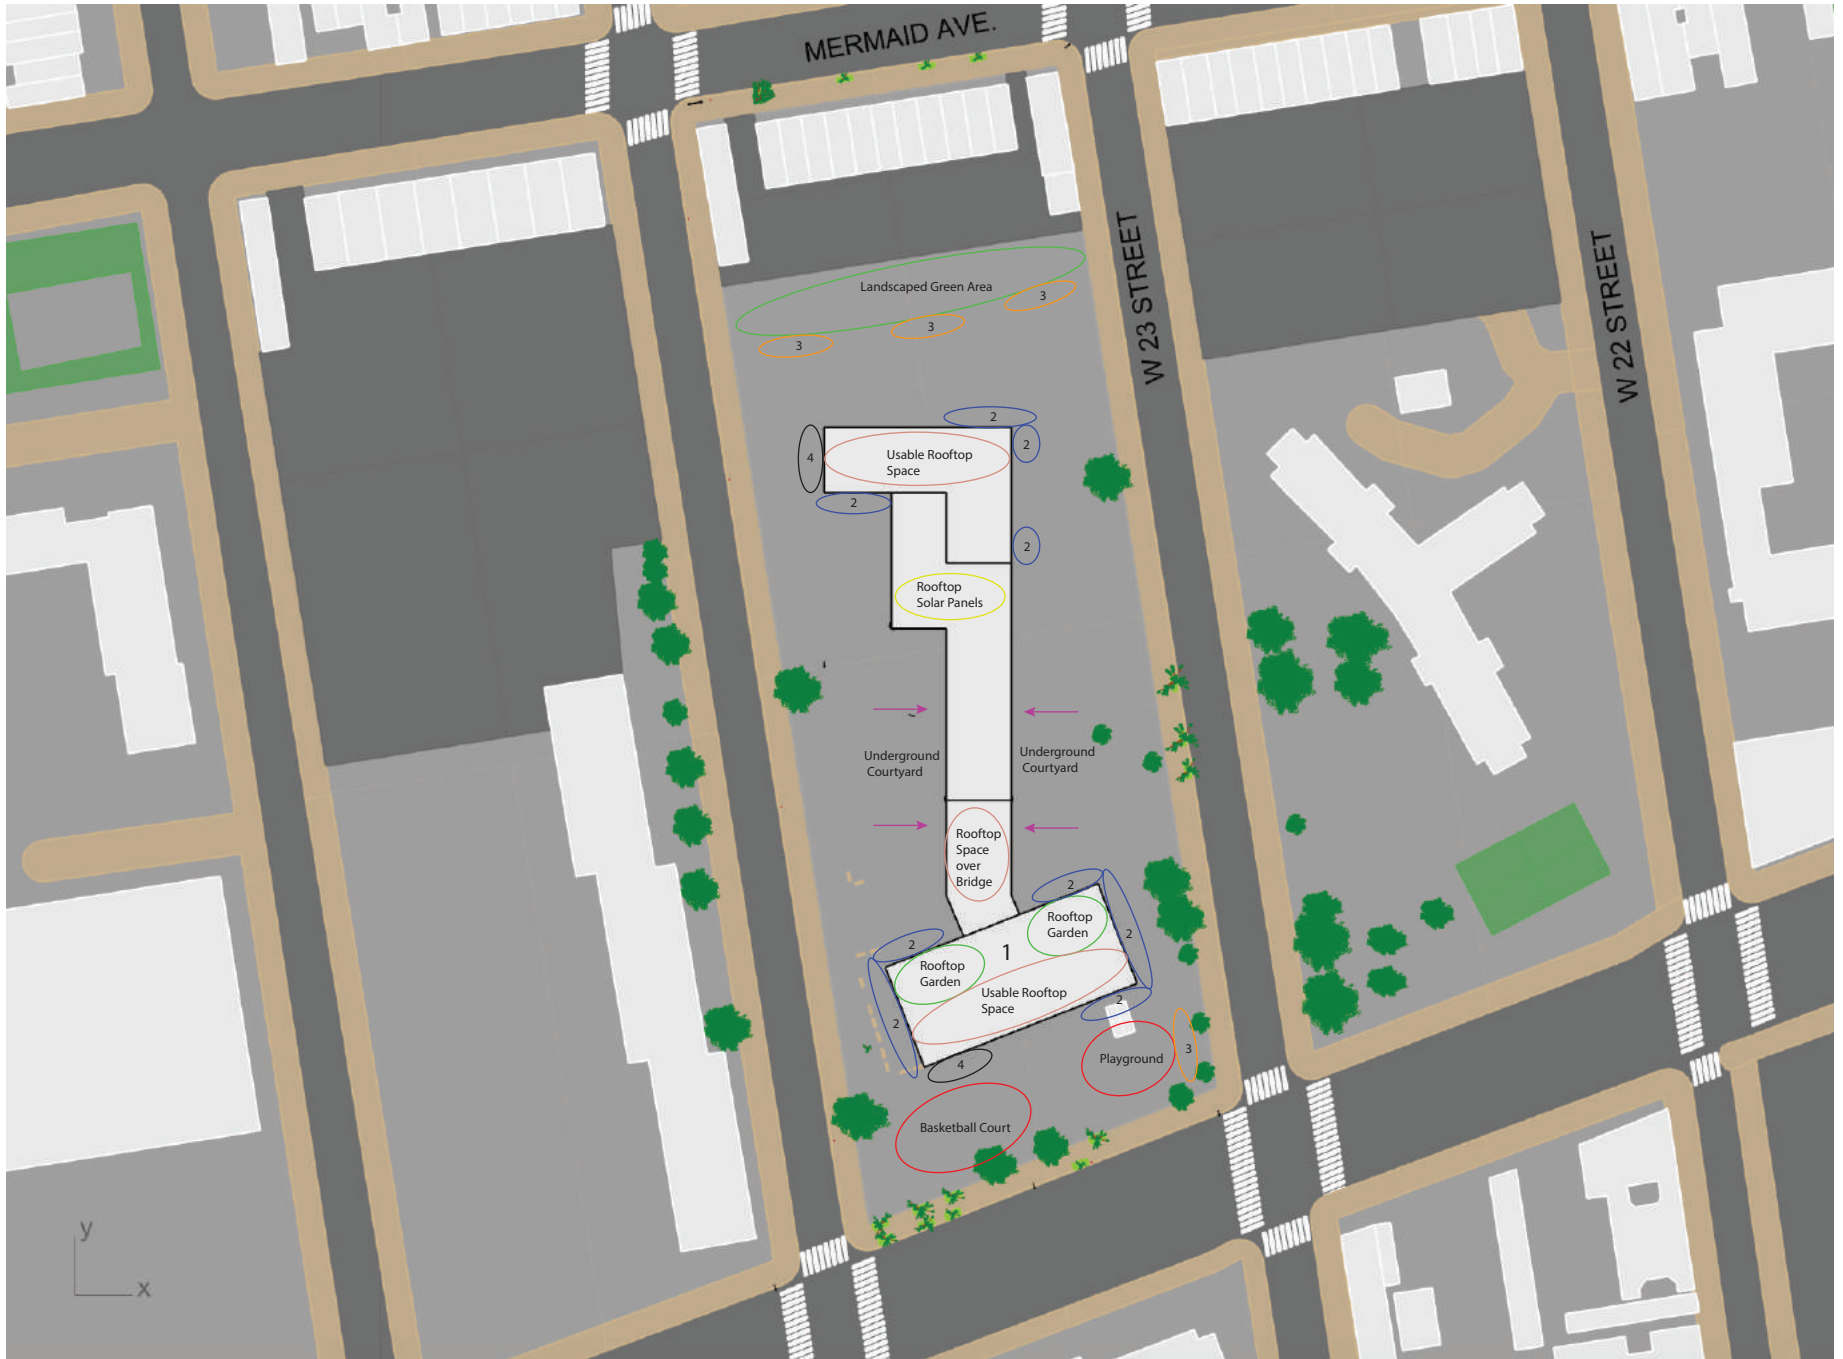 MERMAID AVE.
W 23 STREET
W 22 STREET
Landscaped Green Area
3
3
3
2
2
4
Usable Rooftop
Space
2
2
Rooftop
Solar Panels
Underground
Courtyard
Underground
Courtyard
Rooftop
Space
over
Bridge
2
Rooftop
Garden
2
2
1
Rooftop
Garden
Usable Rooftop
Space
2
2
4
Playground
3
Basketball Court
y
x